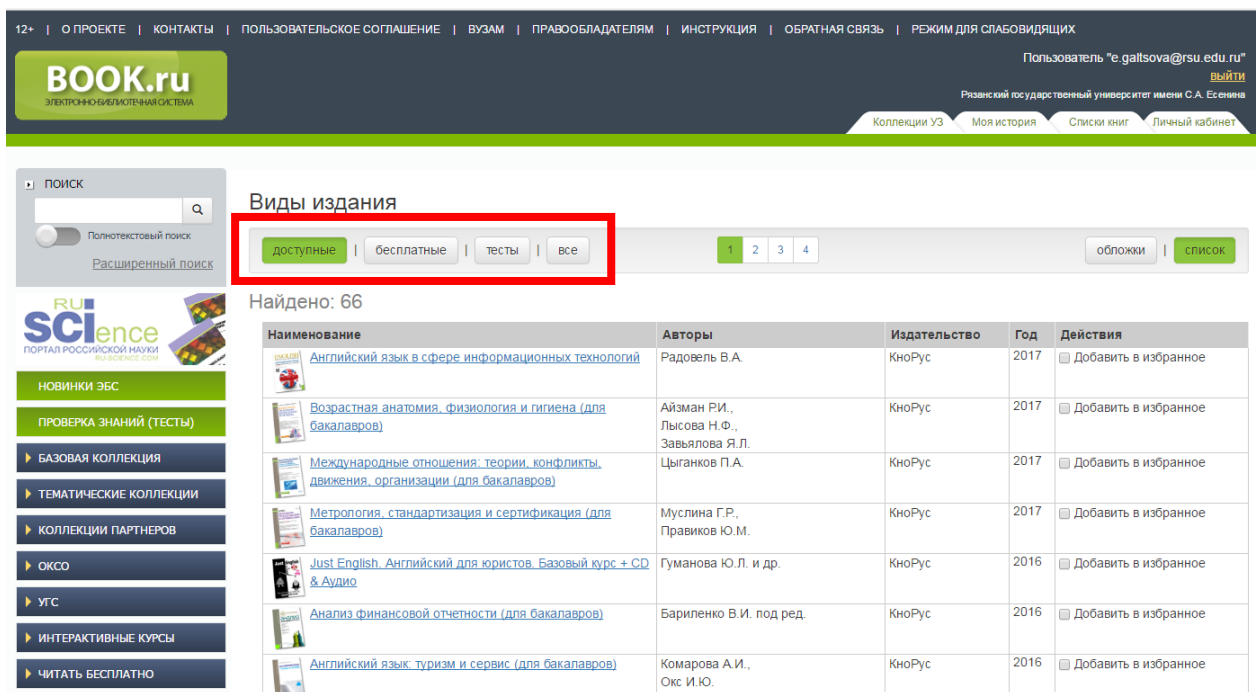 12+ | О ПРОЕКТЕ | КОНТАКТЫ | ПОЛЬЗОВАТЕЛЬСКОЕ СОГЛАШЕНИЕ | ВУЗАМ | ПРАВООБЛАДАТЕЛЯМ | ИНСТРУКЦИЯ | ОБРАТНАЯ СВЯЗЬ | РЕЖИМ ДЛЯ СЛАБОВИДЯЩИХ
BOOK.ru
ЭЛЕКТРОННО-БИБЛИОТЕЧНАЯ СИСТЕМА
Пользователь "e.galtsova@rsu.edu.ru"
ВЫЙТИ
Рязанский государственный университет имени С.А. Есенина
Коллекции УЗ Моя история Списки книг Личный кабинет
ПОИСК
Полнотекстовый поиск
Расширенный поиск
RU
SCIence
ПОРТАЛ РОССИЙСКОЙ НАУКИ
RU-SCIENCE.COM
НОВИНКИ ЭБС
ПРОВЕРКА ЗНАНИЙ (ТЕСТЫ)
БАЗОВАЯ КОЛЛЕКЦИЯ
ТЕМАТИЧЕСКИЕ КОЛЛЕКЦИИ
КОЛЛЕКЦИИ ПАРТНЕРОВ
ОКСО
УГС
ИНТЕРАКТИВНЫЕ КУРСЫ
ЧИТАТЬ БЕСПЛАТНО
Виды издания
доступные | бесплатные | тесты | все 1 2 3 4 обложки | список
Найдено: 66
Наименование Авторы Издательство Год Действия
Английский язык в сфере информационных технологий Радовель В.А. КноРус 2017 Добавить в избранное
Возрастная анатомия, физиология и гигиена (для Айзман Р.И., КноРус 2017 Добавить в избранное
бакалавров) Лысова Н.Ф.,
Завьялова Я.Л.
Международные отношения: теории, конфликты, Цыганков П.А. КноРус 2017 Добавить в избранное
движения, организации (для бакалавров)
Метрология, стандартизация и сертификация (для Муслина Г.Р., КноРус 2017 Добавить в избранное
бакалавров) Правиков Ю.М.
Just English. Английский для юристов. Базовый курс + CD Гуманова Ю.Л. и др. КноРус 2016 Добавить в избранное
& Аудио
Анализ финансовой отчетности (для бакалавров) Бариленко В.И. под ред. КноРус 2016 Добавить в избранное
Английский язык: туризм и сервис (для бакалавров) Комарова А.И., КноРус 2016 Добавить в избранное
Окс И.Ю.